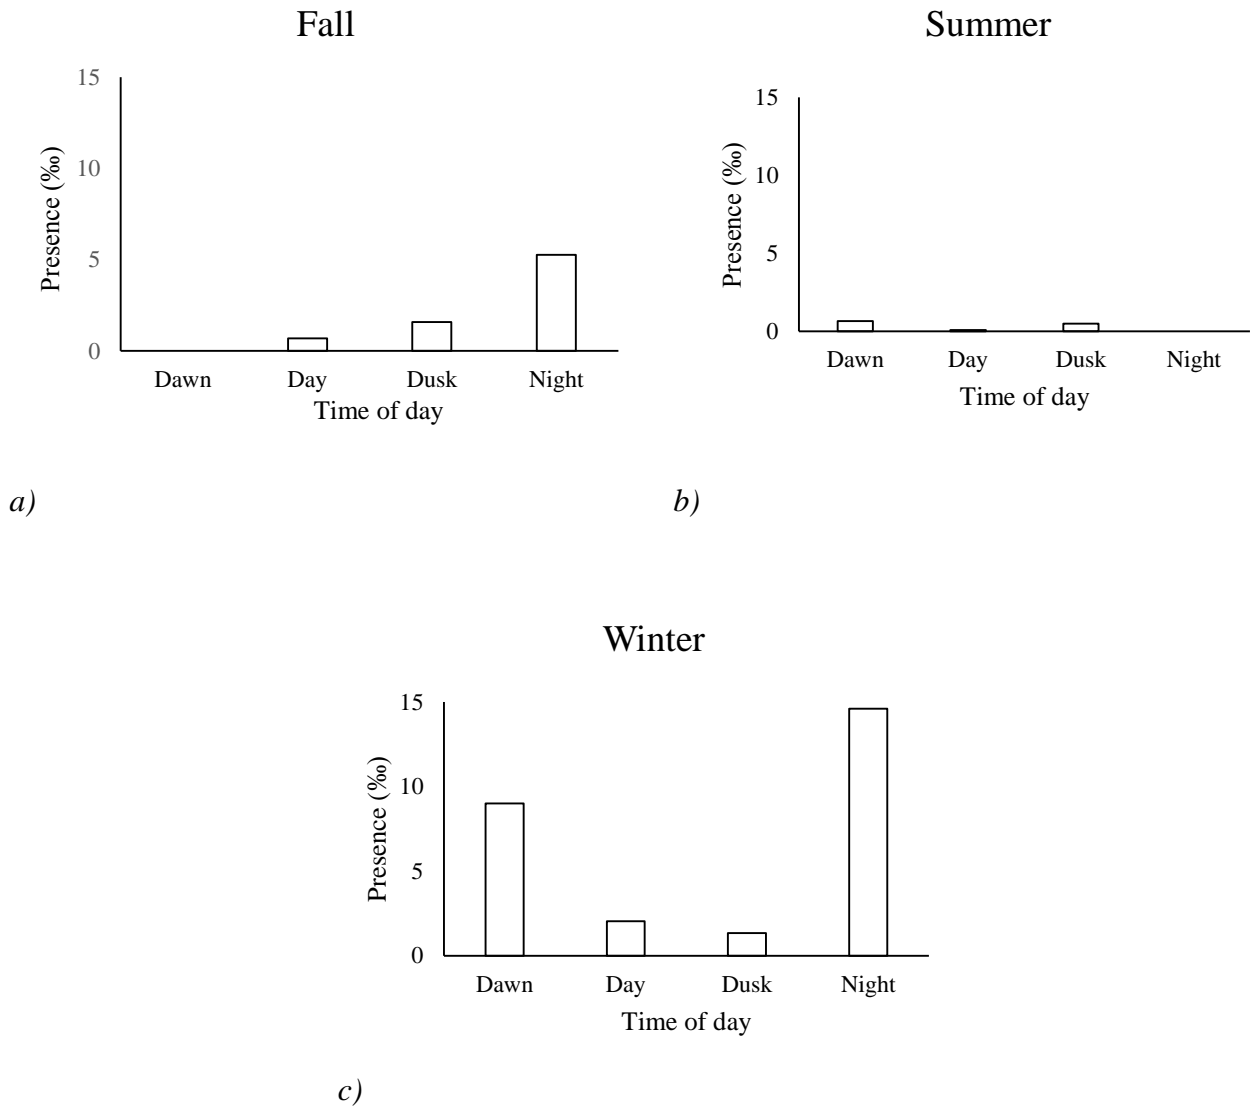 Fall
15
10
5
0
Presence (‰)
Dawn Day Dusk Night
Time of day
a)
Summer
15
10
5
0
Presence (‰)
Dawn Day Dusk Night
Time of day
b)
Winter
15
10
5
0
Presence (‰)
Dawn Day Dusk Night
Time of day
c)